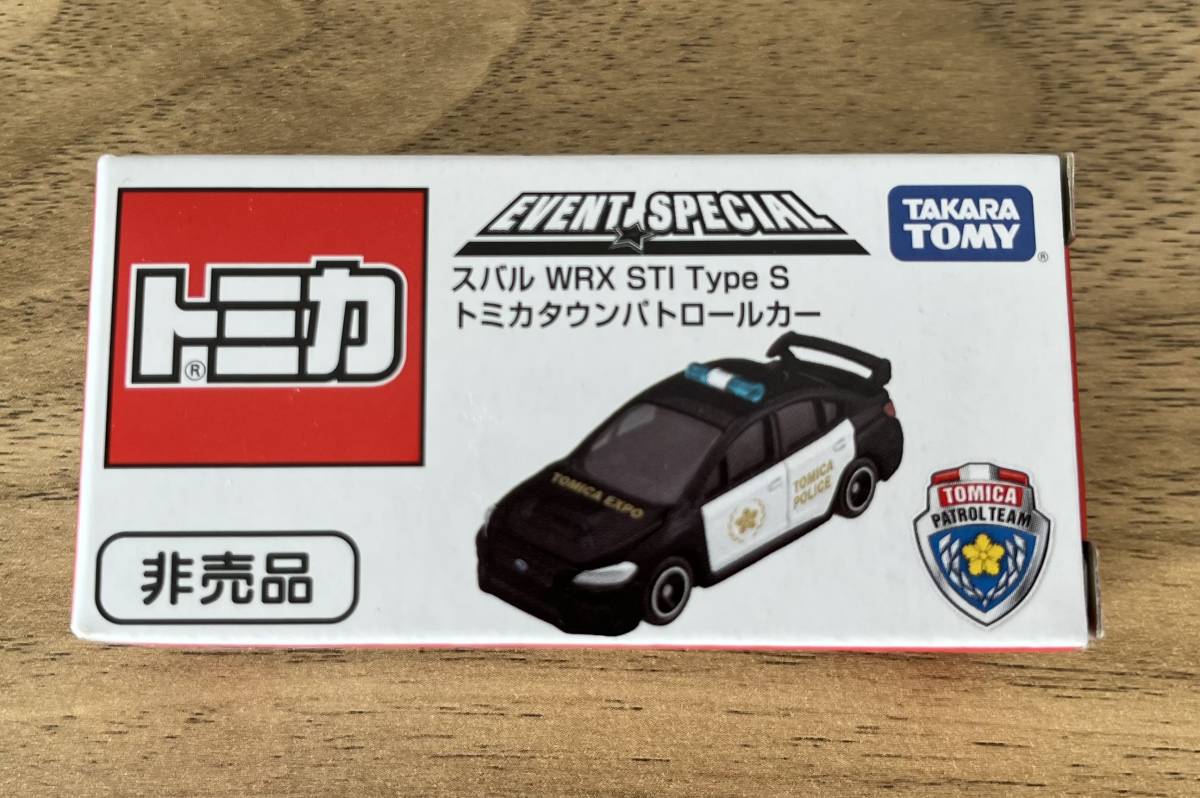 トミカ®
EVENT★SPECIAL
スバル WRX STI Type S
トミカタウンパトロールカー
TAKARA
TOMY®
TOMICA EXPO
TOMICA
POLICE
TOMICA
PATROL TEAM
非売品